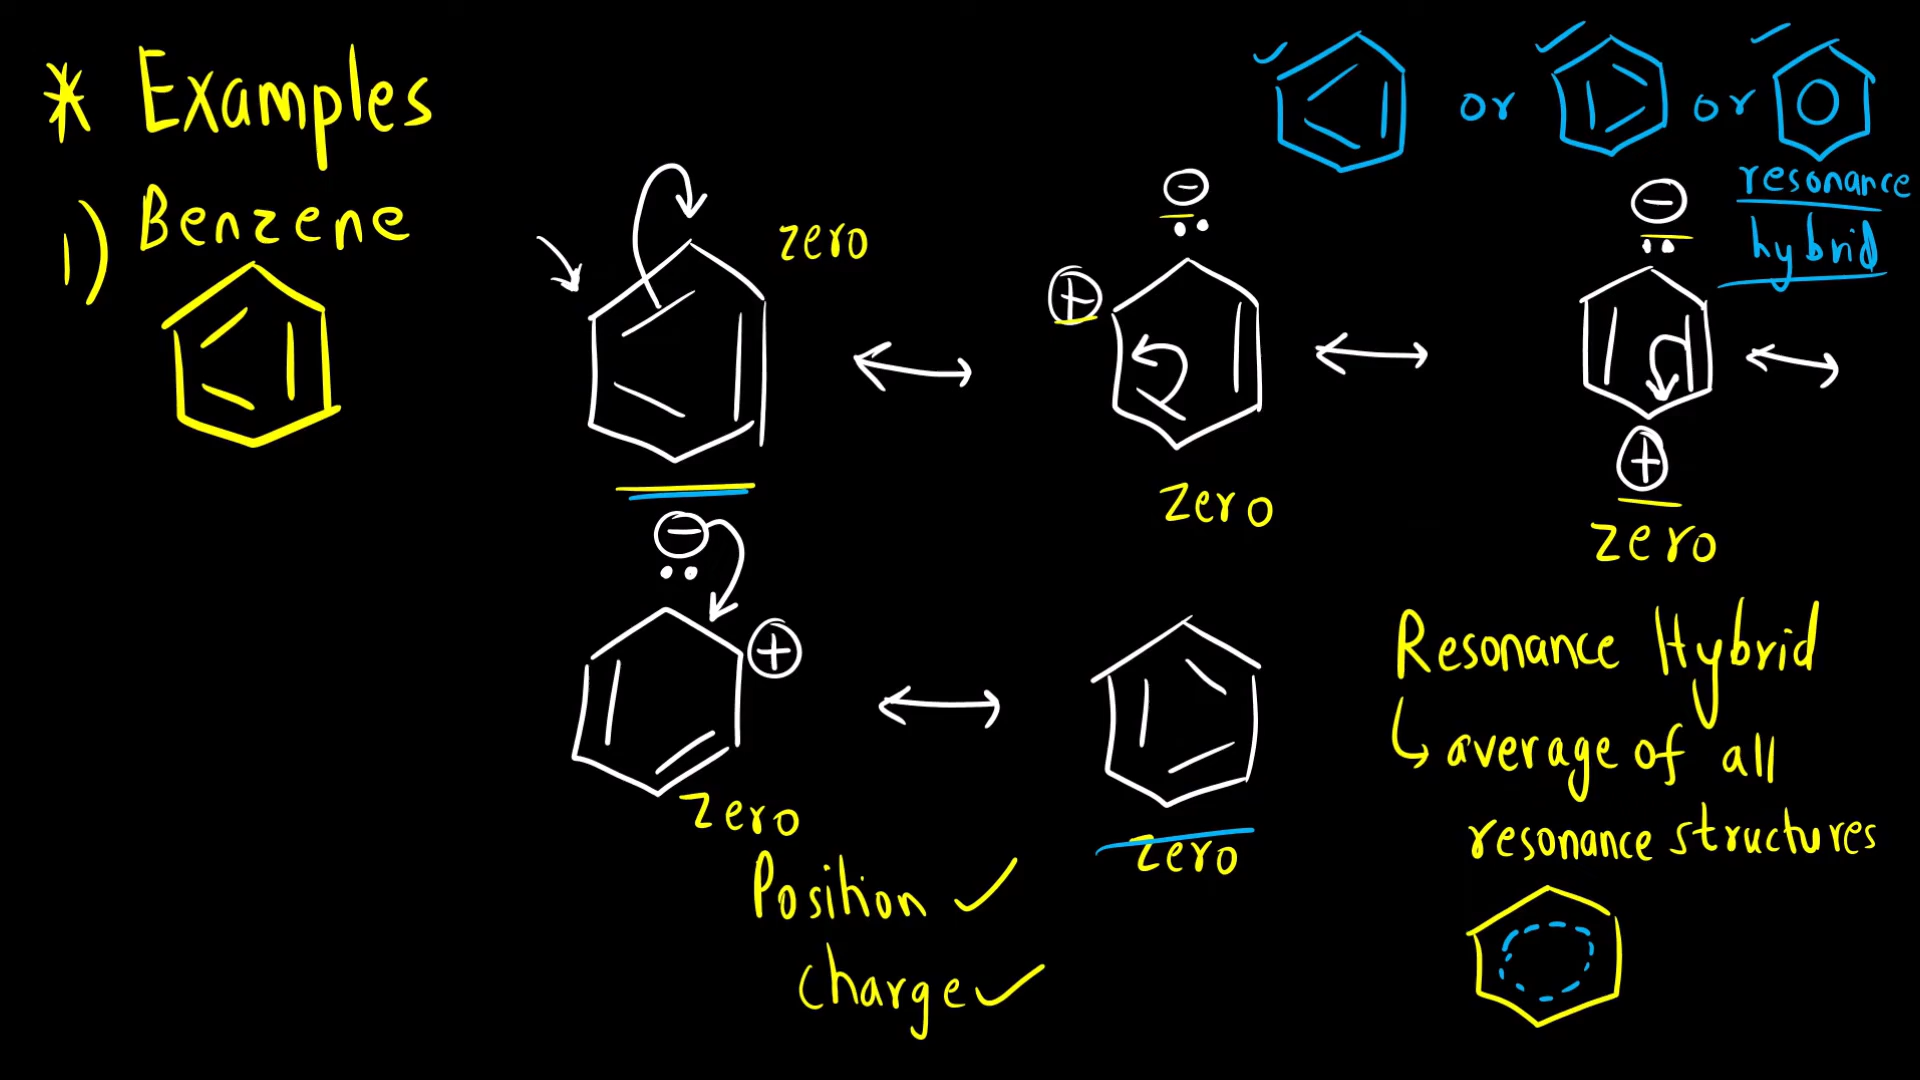 * Examples
1) Benzene
or or
resonance
hybrid
zero
zero
zero
zero
zero
Position ✓
charge ✓
Resonance Hybrid
↳ average of all
resonance structures